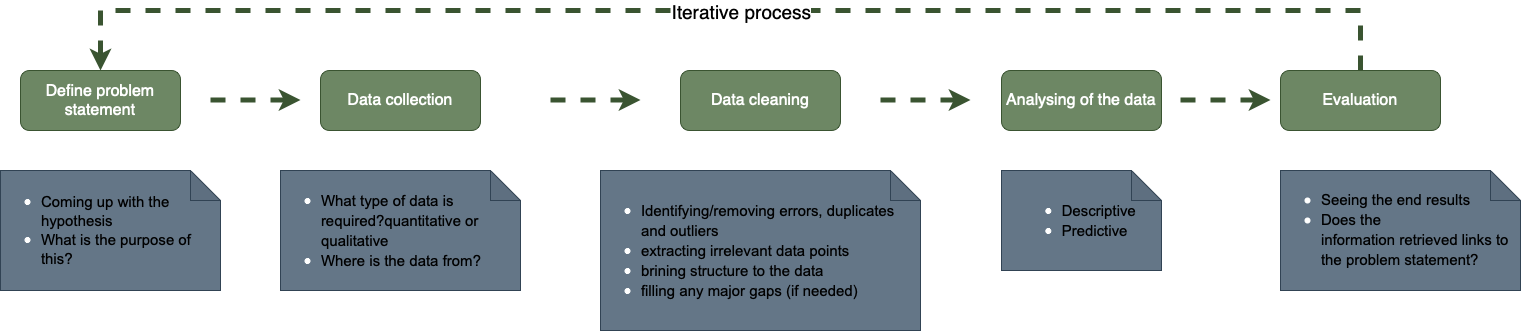 Iterative process
Define problem
statement
Data collection
Data cleaning
Analysing of the data
Evaluation
Coming up with the
hypothesis
What is the purpose of
this?
What type of data is
required?quantitative or
qualitative
Where is the data from?
Identifying/removing errors, duplicates
and outliers
extracting irrelevant data points
brining structure to the data
filling any major gaps (if needed)
Descriptive
Predictive
Seeing the end results
Does the
information retrieved links to
the problem statement?